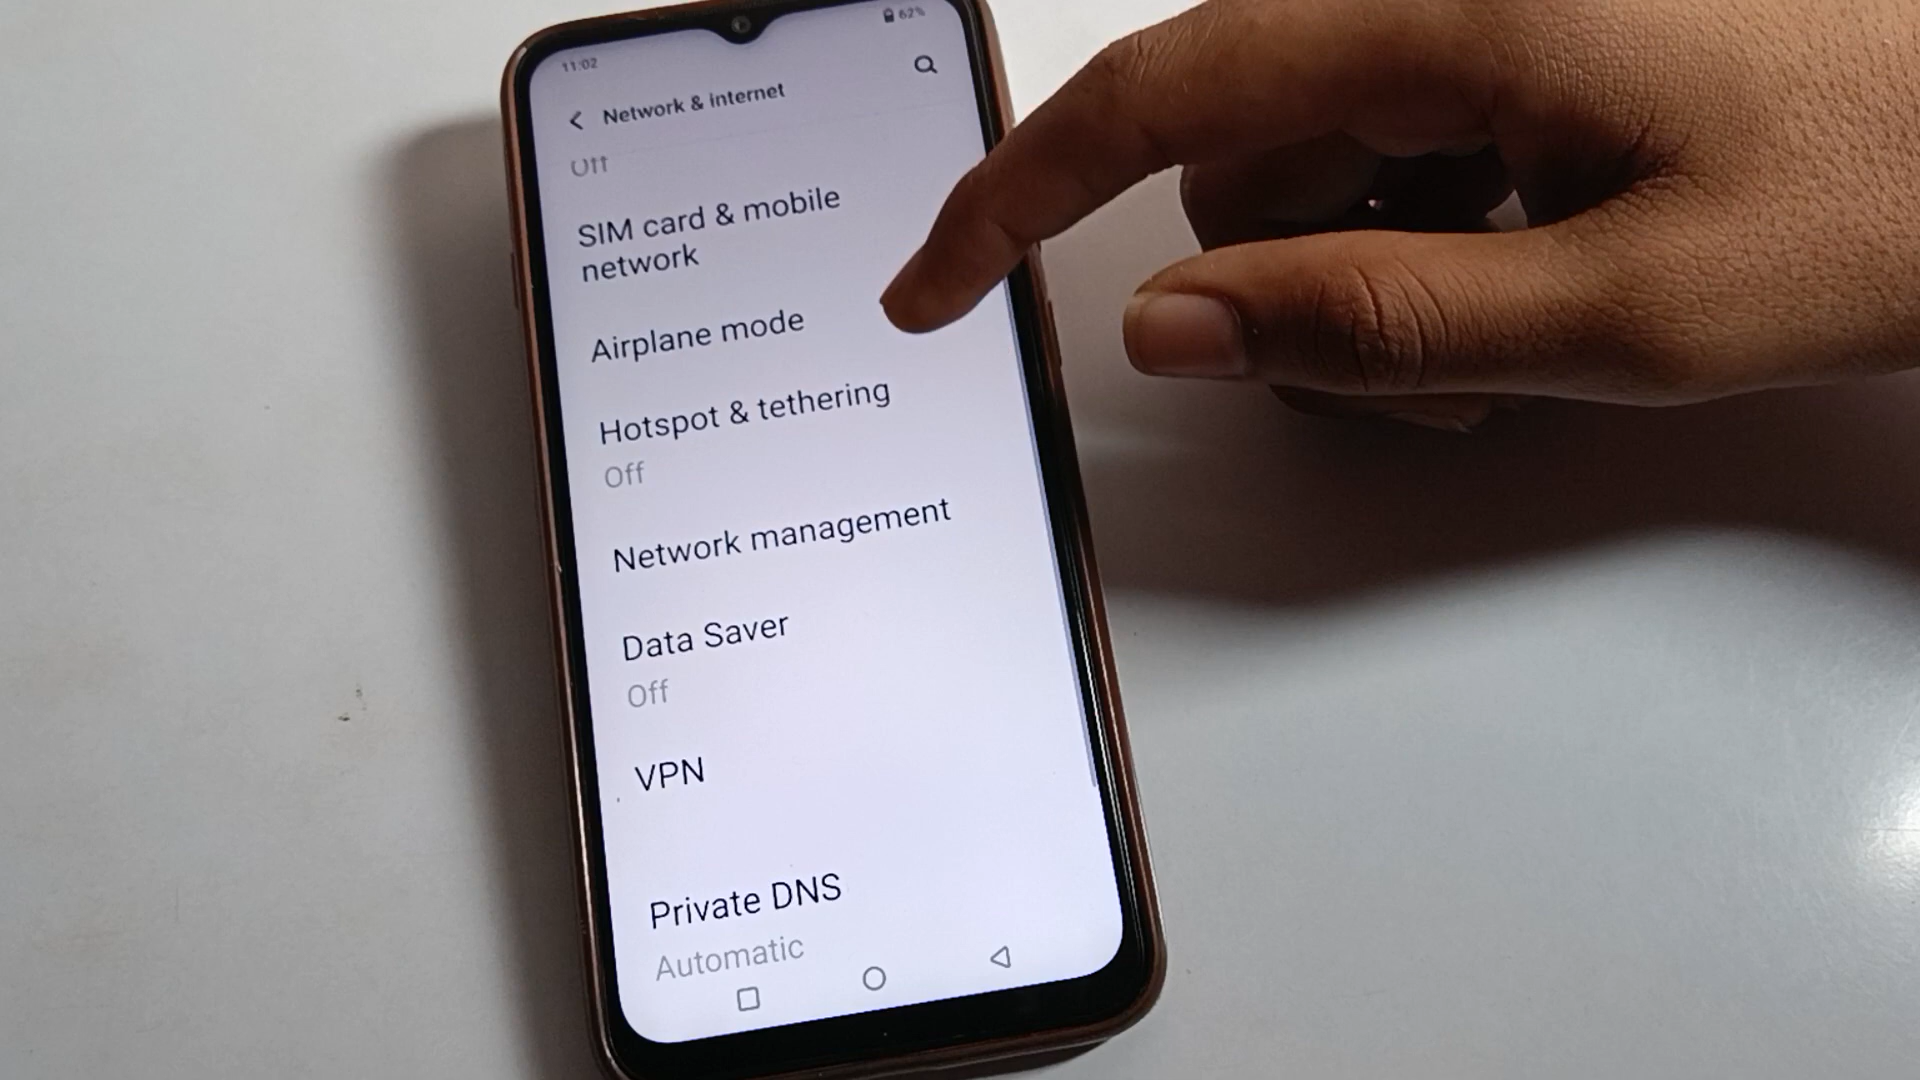 11:02
62%
Network & internet
Off
SIM card & mobile
network
Airplane mode
Hotspot & tethering
Off
Network management
Data Saver
Off
VPN
Private DNS
Automatic